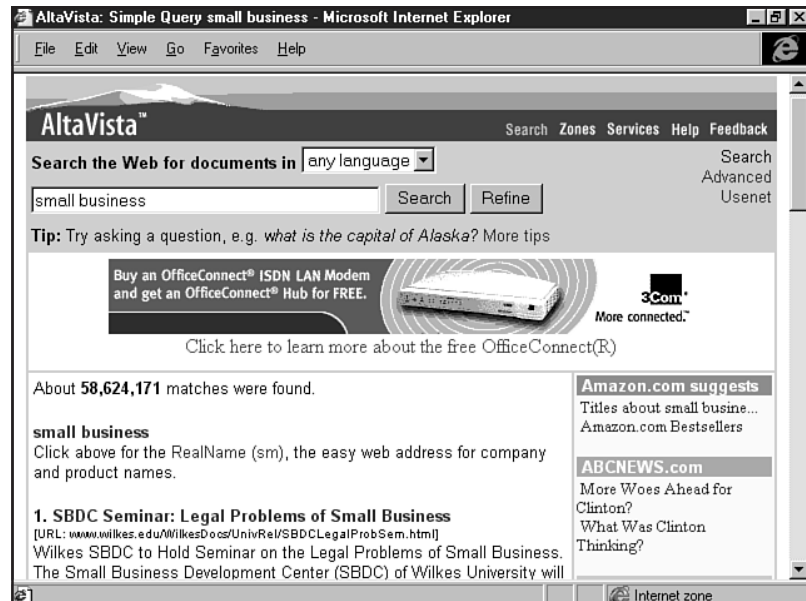 AltaVista: Simple Query small business - Microsoft Internet Explorer
File Edit View Go Favorites Help
AltaVista™
Search Zones Services Help Feedback
Search the Web for documents in any language
Search
Advanced
Usenet
small business Search Refine
Tip: Try asking a question, e.g. what is the capital of Alaska? More tips
Buy an OfficeConnect® ISDN LAN Modem
and get an OfficeConnect® Hub for FREE.
3Com®
More connected.™
Click here to learn more about the free OfficeConnect(R)
About 58,624,171 matches were found.
small business
Click above for the RealName (sm), the easy web address for company
and product names.
1. SBDC Seminar: Legal Problems of Small Business
[URL: www.wilkes.edu/WilkesDocs/UnivRel/SBDCLegalProbSem.html]
Wilkes SBDC to Hold Seminar on the Legal Problems of Small Business.
The Small Business Development Center (SBDC) of Wilkes University will
Amazon.com suggests
Titles about small busine...
Amazon.com Bestsellers
ABCNEWS.com
More Woes Ahead for
Clinton?
What Was Clinton
Thinking?
Internet zone